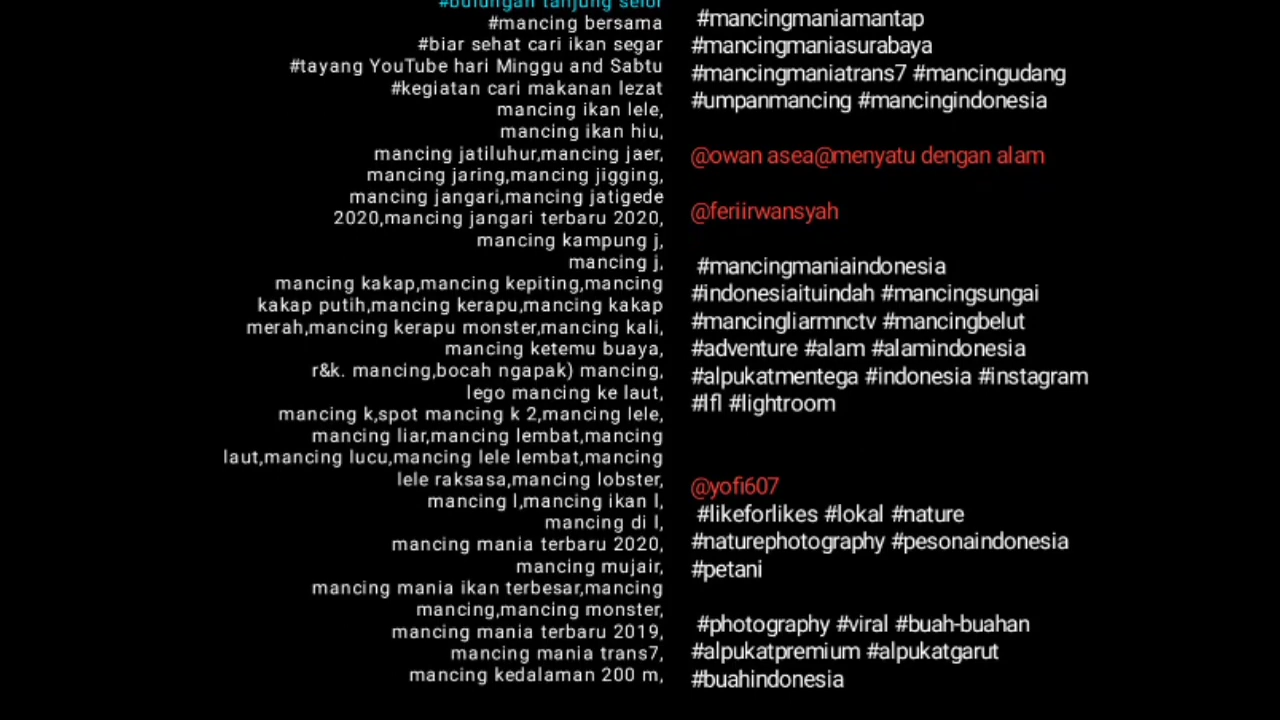 #bulungan tanjung selor
#mancing bersama
#biar sehat cari ikan segar
#tayang YouTube hari Minggu and Sabtu
#kegiatan cari makanan lezat
mancing ikan lele,
mancing ikan hiu,
mancing jatiluhur,mancing jaer,
mancing jaring,mancing jigging,
mancing jangari,mancing jatigede
2020,mancing jangari terbaru 2020,
mancing kampung j,
mancing j,
mancing kakap,mancing kepiting,mancing
kakap putih,mancing kerapu,mancing kakap
merah,mancing kerapu monster,mancing kali,
mancing ketemu buaya,
r&k. mancing,bocah ngapak) mancing,
lego mancing ke laut,
mancing k,spot mancing k 2,mancing lele,
mancing liar,mancing lembat,mancing
laut,mancing lucu,mancing lele lembat,mancing
lele raksasa,mancing lobster,
mancing l,mancing ikan l,
mancing di l,
mancing mania terbaru 2020,
mancing mujair,
mancing mania ikan terbesar,mancing
mancing,mancing monster,
mancing mania terbaru 2019,
mancing mania trans7,
mancing kedalaman 200 m,
#mancingmaniamantap
#mancingmaniasurabaya
#mancingmaniatrans7 #mancingudang
#umpanmancing #mancingindonesia
@owan asea@menyatu dengan alam
@feriirwansyah
#mancingmaniaindonesia
#indonesiaituindah #mancingsungai
#mancingliarmnctv #mancingbelut
#adventure #alam #alamindonesia
#alpukatmentega #indonesia #instagram
#lfl #lightroom
@yofi607
#likeforlikes #lokal #nature
#naturephotography #pesonaindonesia
#petani
#photography #viral #buah-buahan
#alpukatpremium #alpukatgarut
#buahindonesia